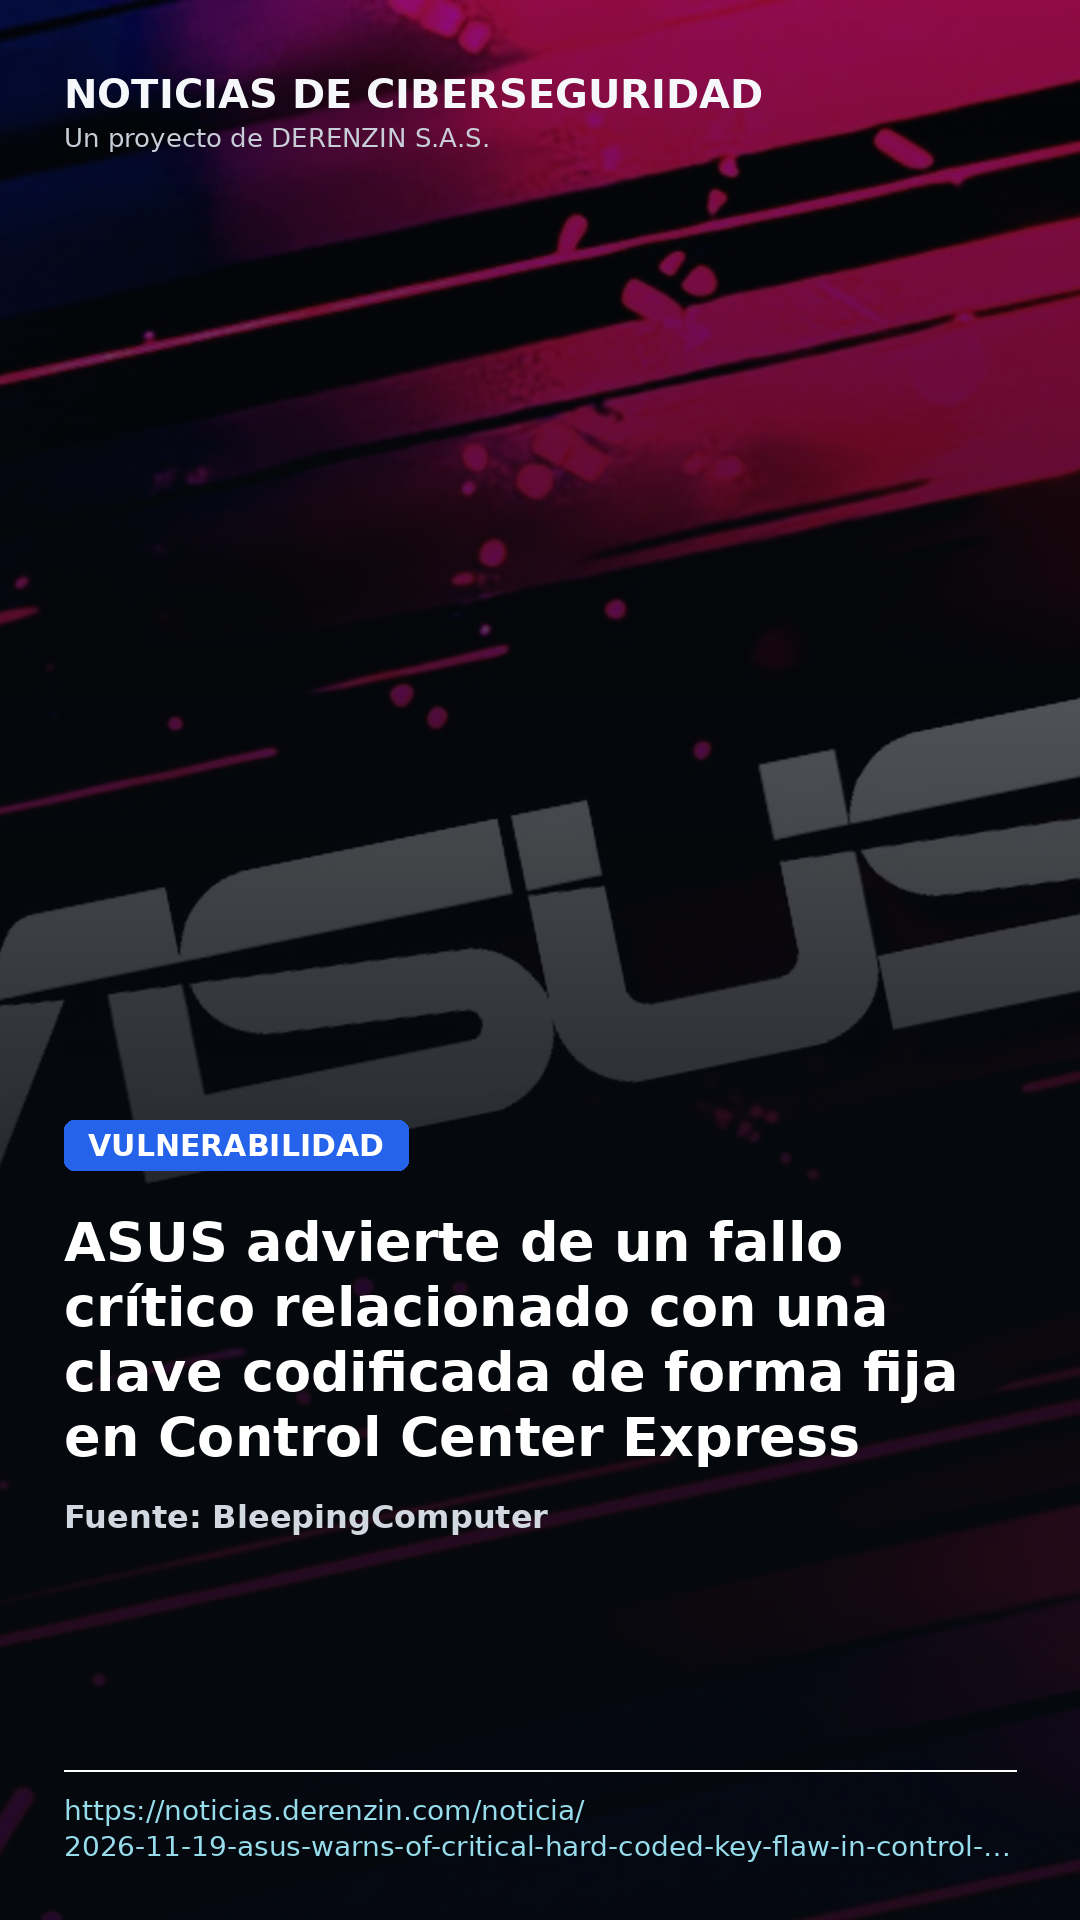 NOTICIAS DE CIBERSEGURIDAD
Un proyecto de DERENZIN S.A.S.
ASUS
VULNERABILIDAD
ASUS advierte de un fallo
crítico relacionado con una
clave codificada de forma fija
en Control Center Express
Fuente: BleepingComputer
https://noticias.derenzin.com/noticia/
2026-11-19-asus-warns-of-critical-hard-coded-key-flaw-in-control-...